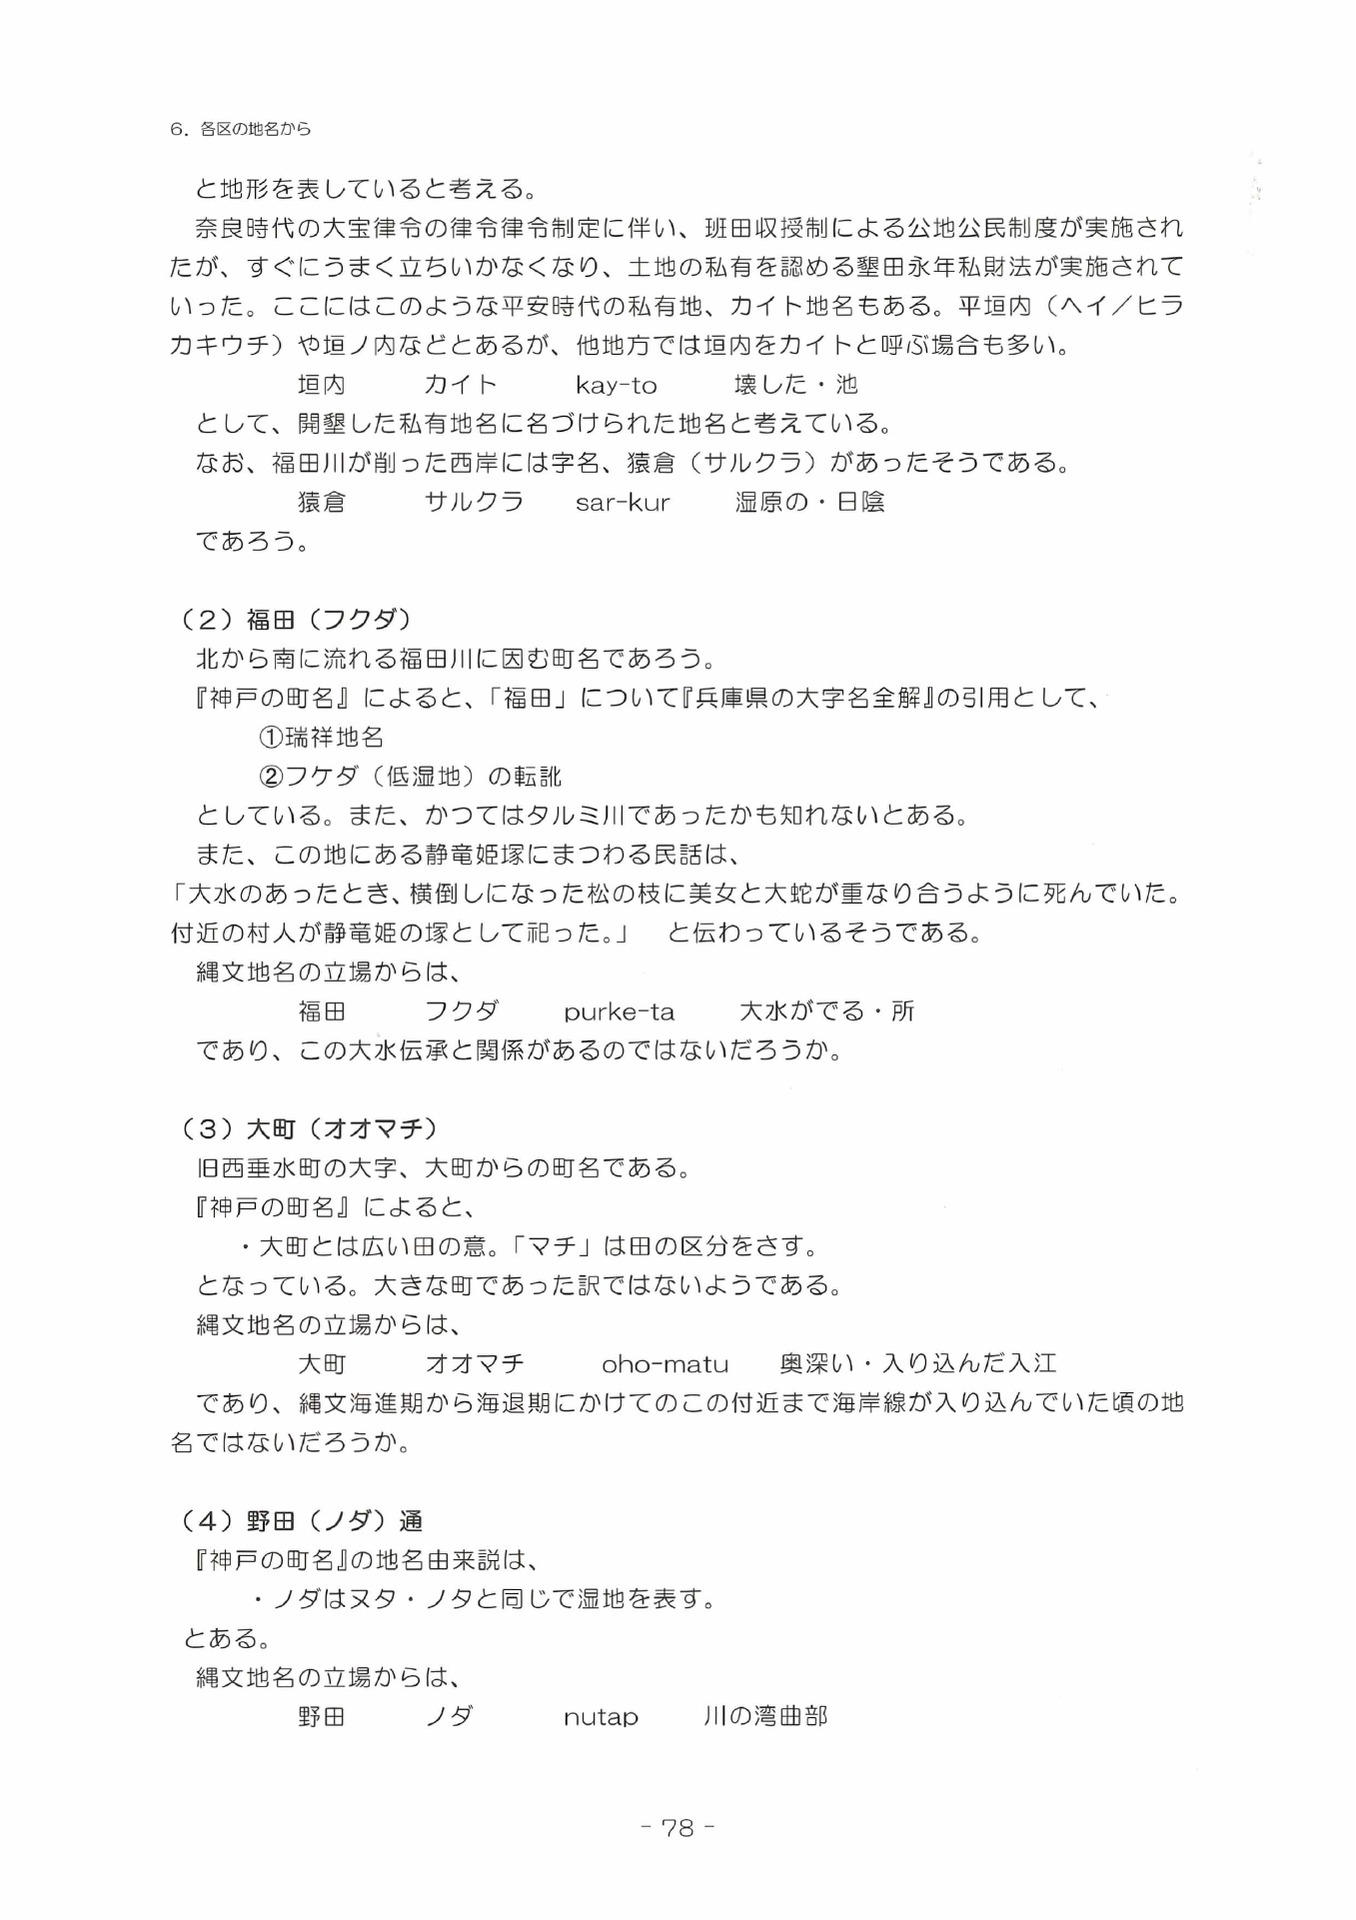 6．各区の地名から
と地形を表していると考える。
奈良時代の大宝律令の律令律令制定に伴い、班田収授制による公地公民制度が実施され
たが、すぐにうまく立ちいかなくなり、土地の私有を認める墾田永年私財法が実施されて
いった。ここにはこのような平安時代の私有地、カイト地名もある。平垣内（ヘイ／ヒラ
カキウチ）や垣ノ内などとあるが、他地方では垣内をカイトと呼ぶ場合も多い。
垣内　カイト　kay-to　壊した・池
として、開墾した私有地名に名づけられた地名と考えている。
なお、福田川が削った西岸には字名、猿倉（サルクラ）があったそうである。
猿倉　サルクラ　sar-kur　湿原の・日陰
であろう。
（2）福田（フクダ）
北から南に流れる福田川に因む町名であろう。
『神戸の町名』によると、「福田」について『兵庫県の大字名全解』の引用として、
①瑞祥地名
②フケダ（低湿地）の転訛
としている。また、かつてはタルミ川であったかも知れないとある。
また、この地にある静竜姫塚にまつわる民話は、
「大水のあったとき、横倒しになった松の枝に美女と大蛇が重なり合うように死んでいた。
付近の村人が静竜姫の塚として祀った。」　と伝わっているそうである。
縄文地名の立場からは、
福田　フクダ　purke-ta　大水がでる・所
であり、この大水伝承と関係があるのではないだろうか。
（3）大町（オオマチ）
旧西垂水町の大字、大町からの町名である。
『神戸の町名』によると、
・大町とは広い田の意。「マチ」は田の区分をさす。
となっている。大きな町であった訳ではないようである。
縄文地名の立場からは、
大町　オオマチ　oho-matu　奥深い・入り込んだ入江
であり、縄文海進期から海退期にかけてのこの付近まで海岸線が入り込んでいた頃の地
名ではないだろうか。
（4）野田（ノダ）通
『神戸の町名』の地名由来説は、
・ノダはヌタ・ノタと同じで湿地を表す。
とある。
縄文地名の立場からは、
野田　ノダ　nutap　川の湾曲部
- 78 -